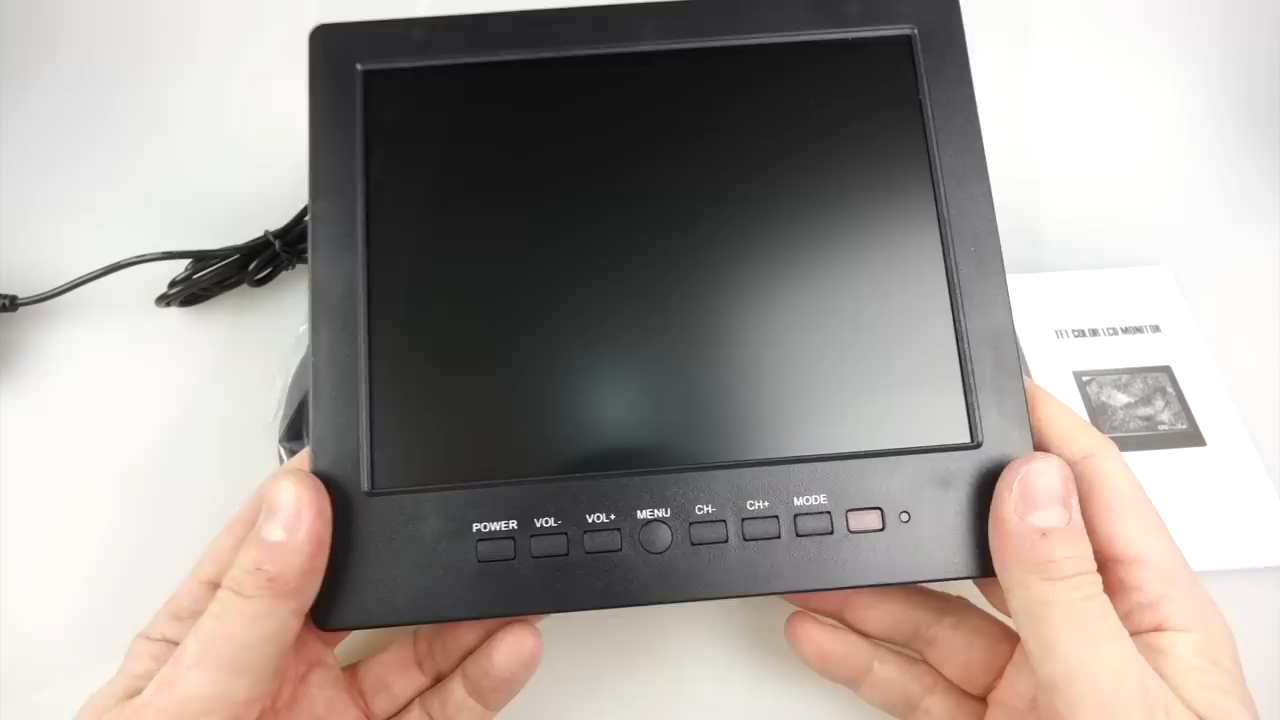 TFT COLOR LCD MONITOR
POWER VOL- VOL+ MENU CH- CH+ MODE